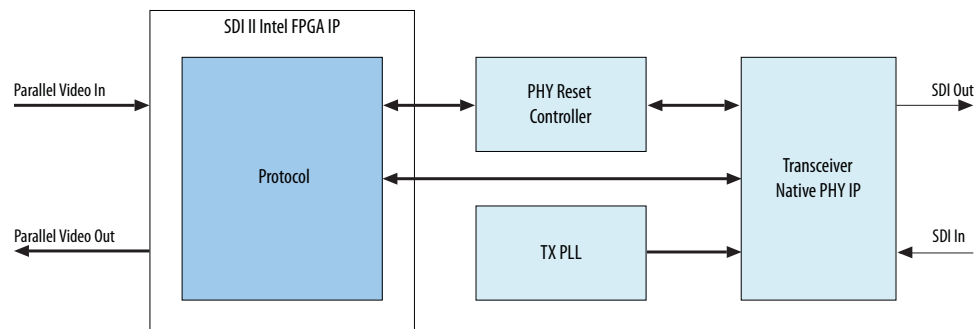 SDI II Intel FPGA IP
Parallel Video In
PHY Reset
Controller
SDI Out
Protocol
Transceiver
Native PHY IP
Parallel Video Out
TX PLL
SDI In